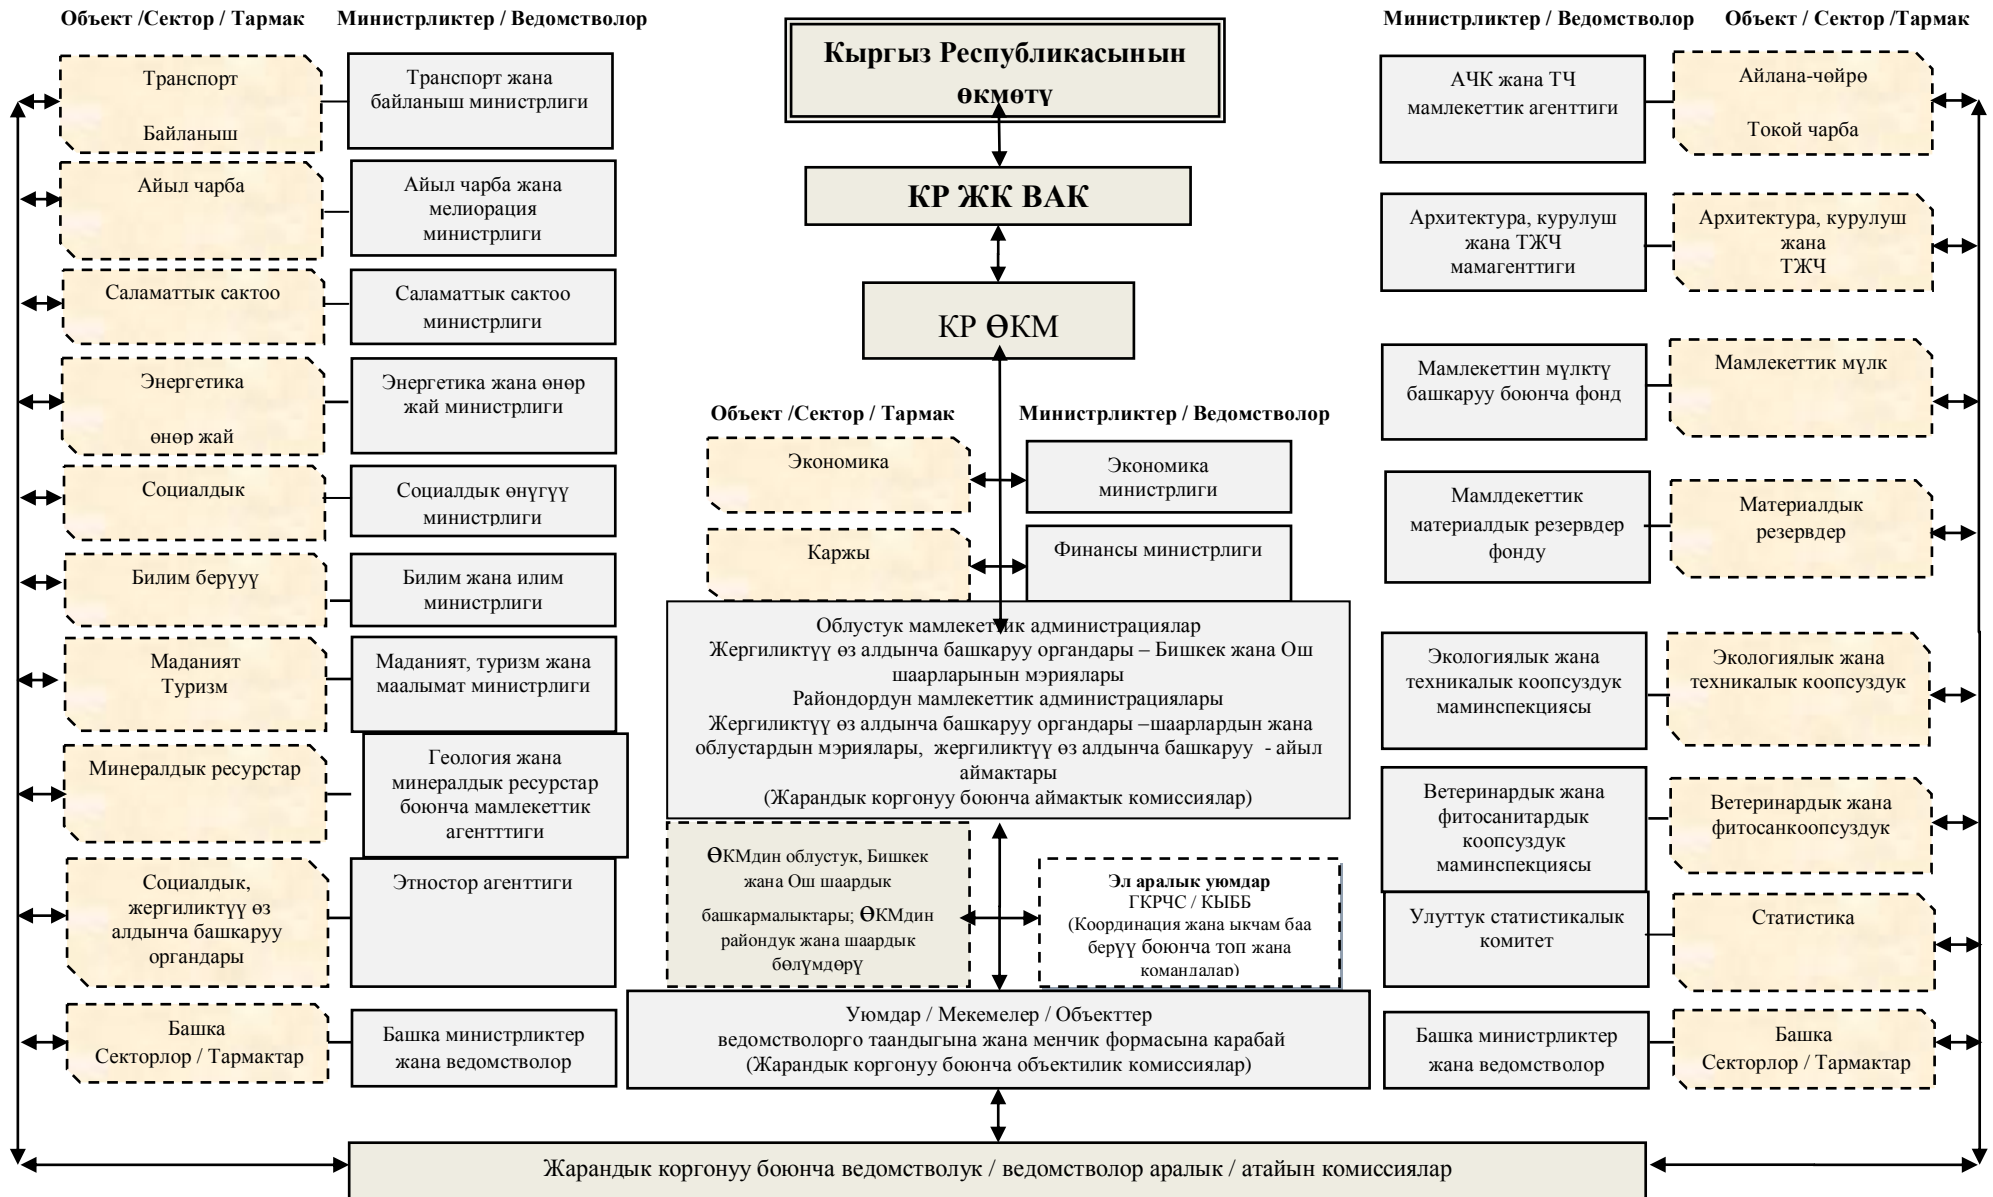 Объект /Сектор / Тармак
Министрликтер / Ведомстволор
Транспорт
Байланыш
Транспорт жана
байланыш министрлиги
Айыл чарба
Айыл чарба жана
мелиорация
министрлиги
Саламаттык сактоо
Саламаттык сактоо
министрлиги
Энергетика
өнөр жай
Энергетика жана өнөр
жай министрлиги
Социалдык
Социалдык өнүгүү
министрлиги
Билим берүүү
Билим жана илим
министрлиги
Маданият
Туризм
Маданият, туризм жана
маалымат министрлиги
Минералдык ресурстар
Геология жана
минералдык ресурстар
боюнча мамлекеттик
агентттиги
Социалдык,
жергиликтүү өз
алдынча башкаруу
органдары
Этностор агенттиги
Башка
Секторлор / Тармактар
Башка министрликтер
жана ведомстволор
Кыргыз Республикасынын
өкмөтү
КР ЖК ВАК
КР ӨКМ
Объект /Сектор / Тармак
Министрликтер / Ведомстволор
Экономика
Экономика
министрлиги
Каржы
Финансы министрлиги
Облустук мамлекеттик администрациялар
Жергиликтүү өз алдынча башкаруу органдары – Бишкек жана Ош
шаарларынын мэриялары
Райондордун мамлекеттик администрациялары
Жергиликтүү өз алдынча башкаруу органдары –шаарлардын жана
облустардын мэриялары, жергиликтүү өз алдынча башкаруу - айыл
аймактары
(Жарандык коргонуу боюнча аймактык комиссиялар)
ӨКМдин облустук, Бишкек
жана Ош шаардык
башкармалыктары; ӨКМдин
райондук жана шаардык
бөлүмдөрү
Эл аралык уюмдар
ГКРЧС / КЫББ
(Координация жана ыкчам баа
берүү боюнча топ жана
командалар)
Уюмдар / Мекемелер / Объекттер
ведомстволорго таандыгына жана менчик формасына карабай
(Жарандык коргонуу боюнча объектилик комиссиялар)
Жарандык коргонуу боюнча ведомстволук / ведомстволор аралык / атайын комиссиялар
Министрликтер / Ведомстволор
Объект / Сектор /Тармак
АЧК жана ТЧ
мамлекеттик агенттиги
Айлана-чөйрө
Токой чарба
Архитектура, курулуш
жана ТЖЧ
мамагенттиги
Архитектура, курулуш
жана
ТЖЧ
Мамлекеттин мүлктү
башкаруу боюнча фонд
Мамлекеттик мүлк
Мамлдекеттик
материалдык резервдер
фонду
Материалдык
резервдер
Экологиялык жана
техникалык коопсуздук
маминспекциясы
Экологиялык жана
техникалык коопсуздук
Ветеринардык жана
фитосанитардык
коопсуздук
маминспекциясы
Ветеринардык жана
фитосанкоопсуздук
Улуттук статистикалык
комитет
Статистика
Башка министрликтер
жана ведомстволор
Башка
Секторлор / Тармактар